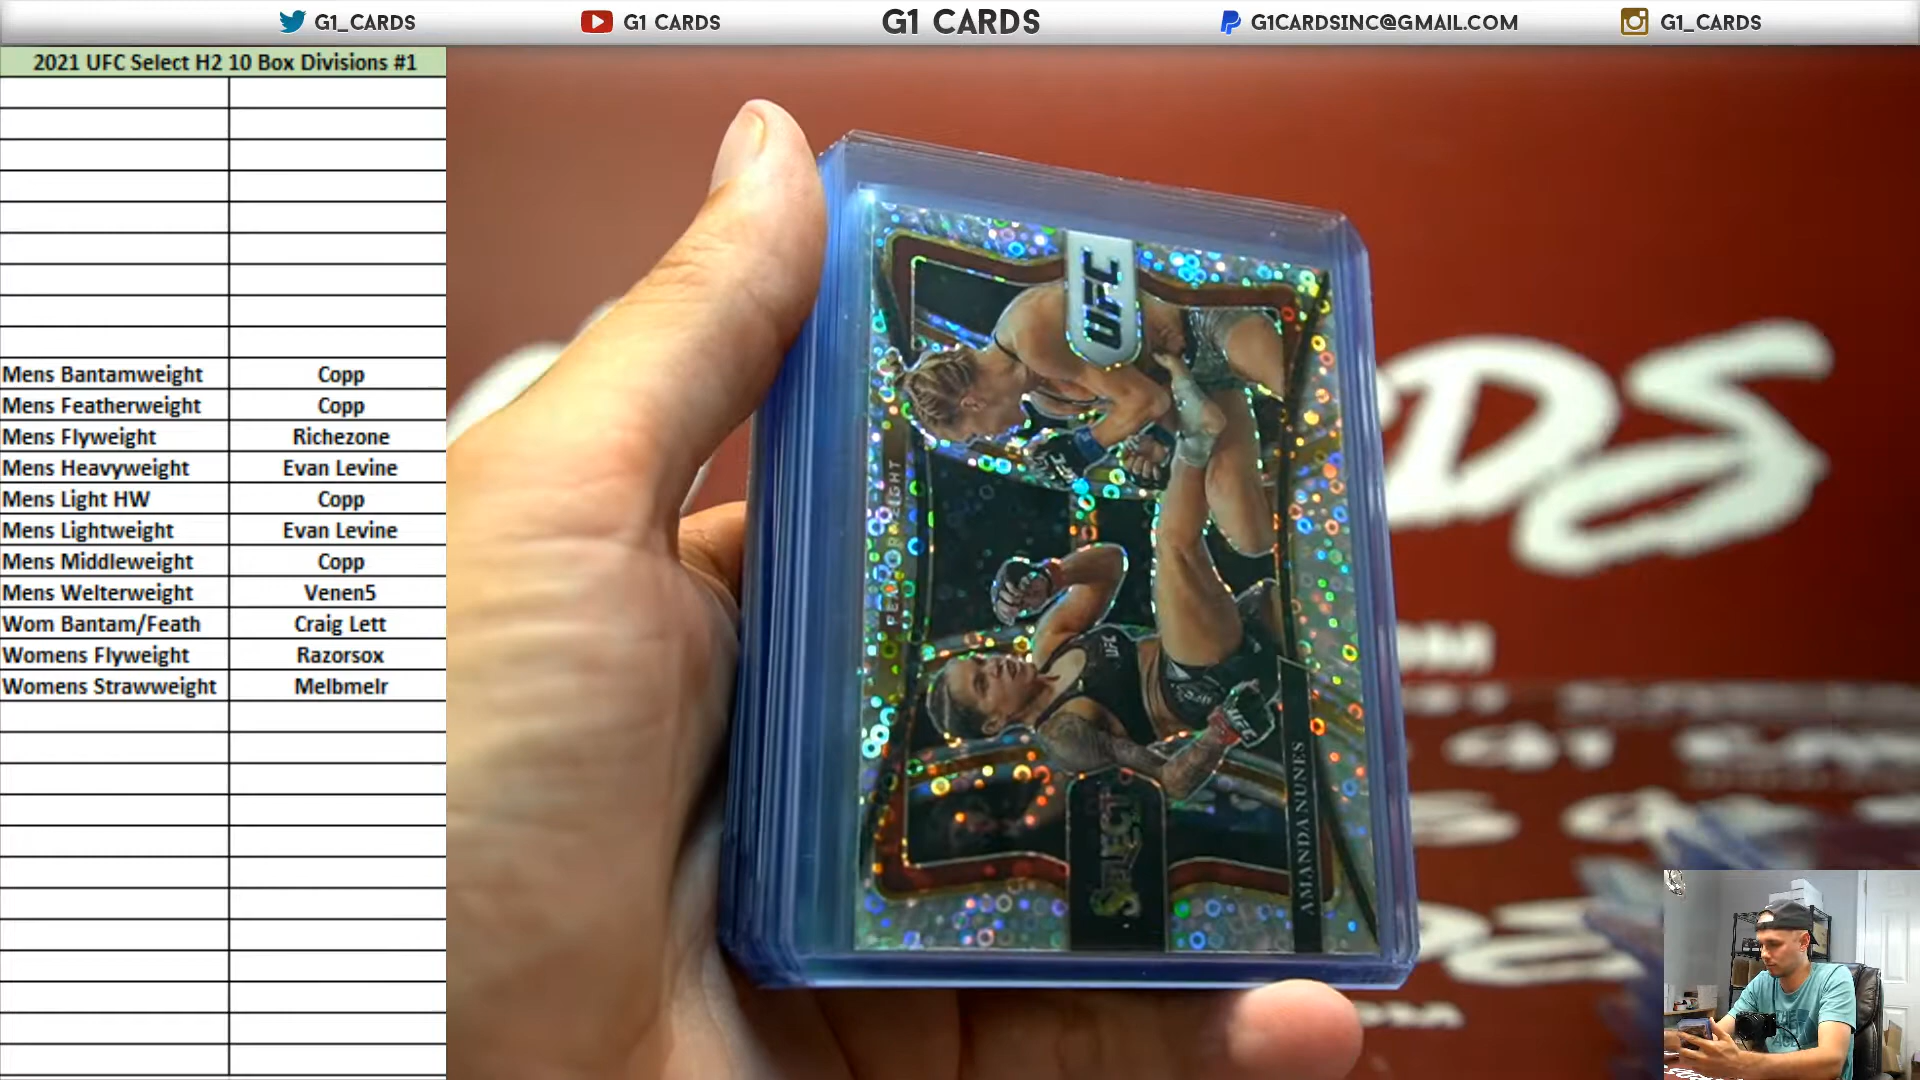 G1_CARDS
G1 CARDS
G1 CARDS
G1CARDSINC@GMAIL.COM
G1_CARDS
2021 UFC Select H2 10 Box Divisions #1
Mens Bantamweight Copp
Mens Featherweight Copp
Mens Flyweight Richezone
Mens Heavyweight Evan Levine
Mens Light HW Copp
Mens Lightweight Evan Levine
Mens Middleweight Copp
Mens Welterweight Venen5
Wom Bantam/Feath Craig Lett
Womens Flyweight Razorsox
Womens Strawweight Melbmelr
UFC
SELECT
AMANDA NUNES
UFC
UFC